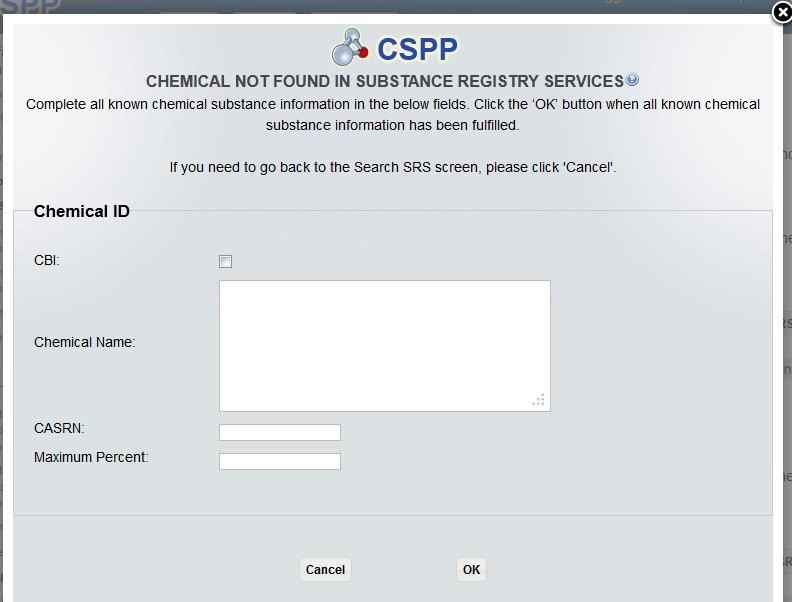 CSPP
CHEMICAL NOT FOUND IN SUBSTANCE REGISTRY SERVICES
Complete all known chemical substance information in the below fields. Click the ‘OK’ button when all known chemical
substance information has been fulfilled.
If you need to go back to the Search SRS screen, please click 'Cancel'.
Chemical ID
CBI:
Chemical Name:
CASRN:
Maximum Percent:
Cancel OK